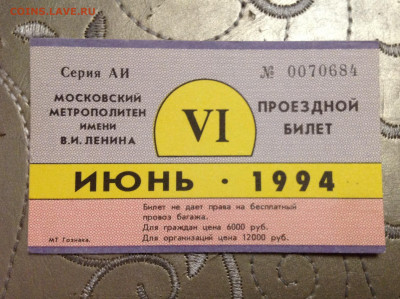 COINS.LAVE.RU
Серия АИ
№ 0070684
МОСКОВСКИЙ
МЕТРОПОЛИТЕН
ИМЕНИ
В.И. ЛЕНИНА
VI
ПРОЕЗДНОЙ
БИЛЕТ
ИЮНЬ · 1994
Билет не дает права на бесплатный
провоз багажа.
Для граждан цена 6000 руб.
Для организаций цена 12000 руб.
МТ Гознака.